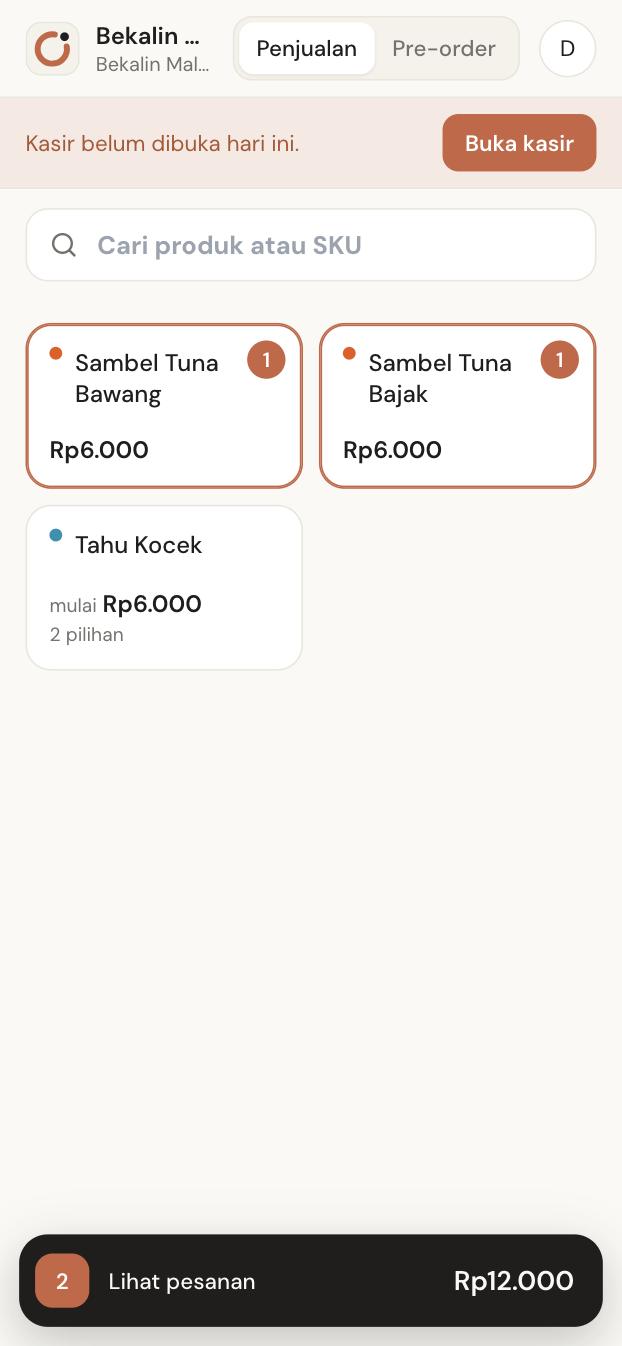 Bekalin ...
Bekalin Mal...
Penjualan
Pre-order
D
Kasir belum dibuka hari ini.
Buka kasir
Cari produk atau SKU
Sambel Tuna
Bawang
1
Rp6.000
Sambel Tuna
Bajak
1
Rp6.000
Tahu Kocek
mulai Rp6.000
2 pilihan
2
Lihat pesanan
Rp12.000